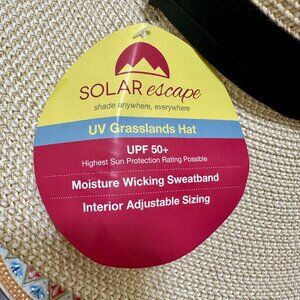 SOLAR escape
shade anywhere, everywhere
UV Grasslands Hat
UPF 50+
Highest Sun Protection Rating Possible
Moisture Wicking Sweatband
Interior Adjustable Sizing